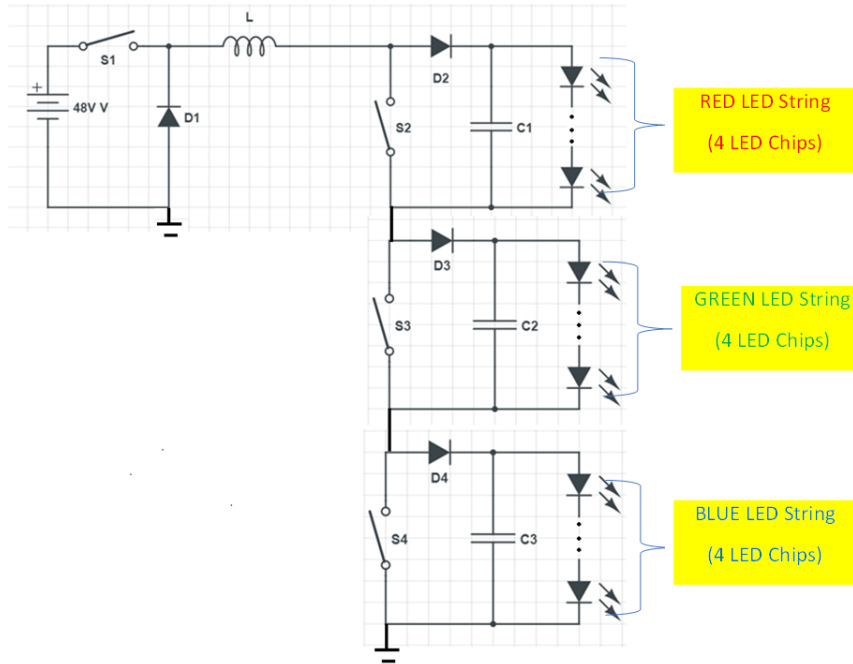 L
S1
+
48V V
D1
S2
D2
C1
RED LED String
(4 LED Chips)
D3
S3
C2
GREEN LED String
(4 LED Chips)
D4
S4
C3
BLUE LED String
(4 LED Chips)